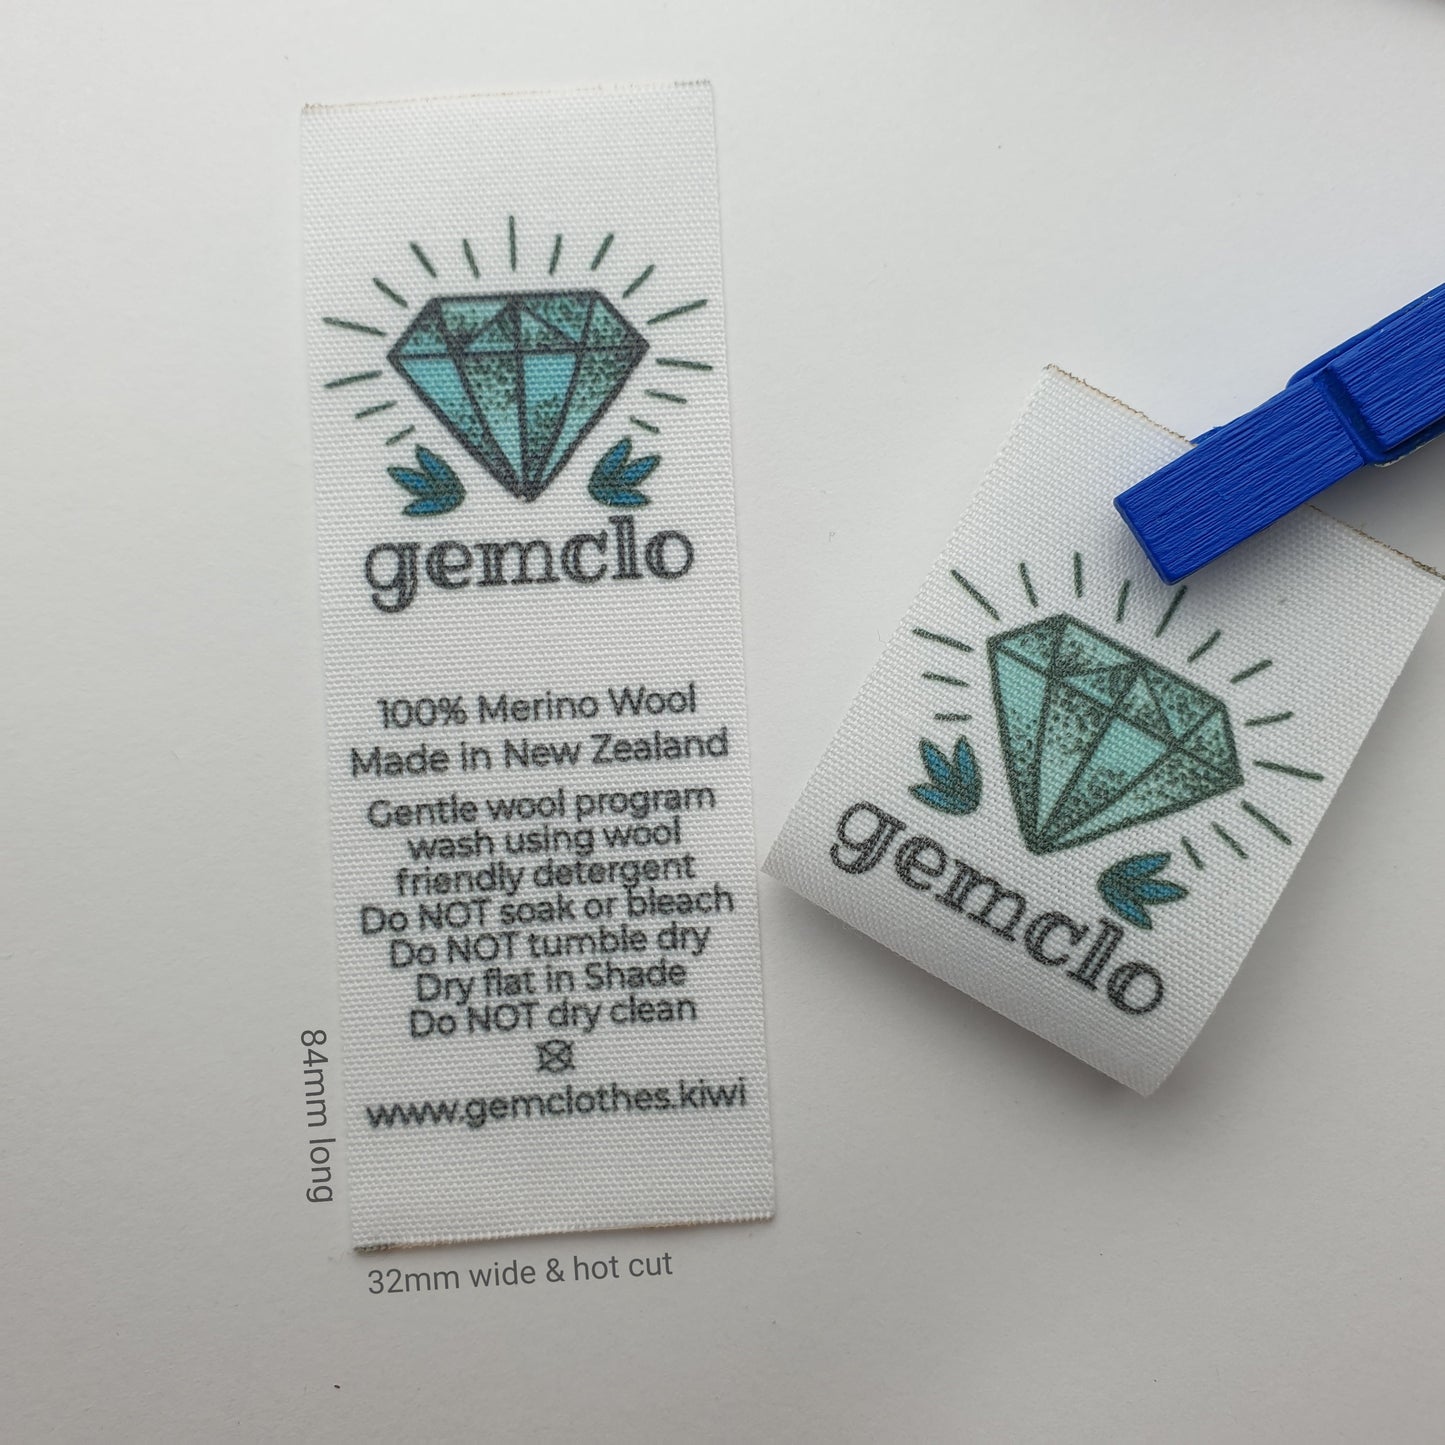 gemclo
100% Merino Wool
Made in New Zealand
Gentle wool program
wash using wool
friendly detergent
Do NOT soak or bleach
Do NOT tumble dry
Dry flat in Shade
Do NOT dry clean
www.gemclothes.kiwi
84mm long
32mm wide & hot cut
gemclo